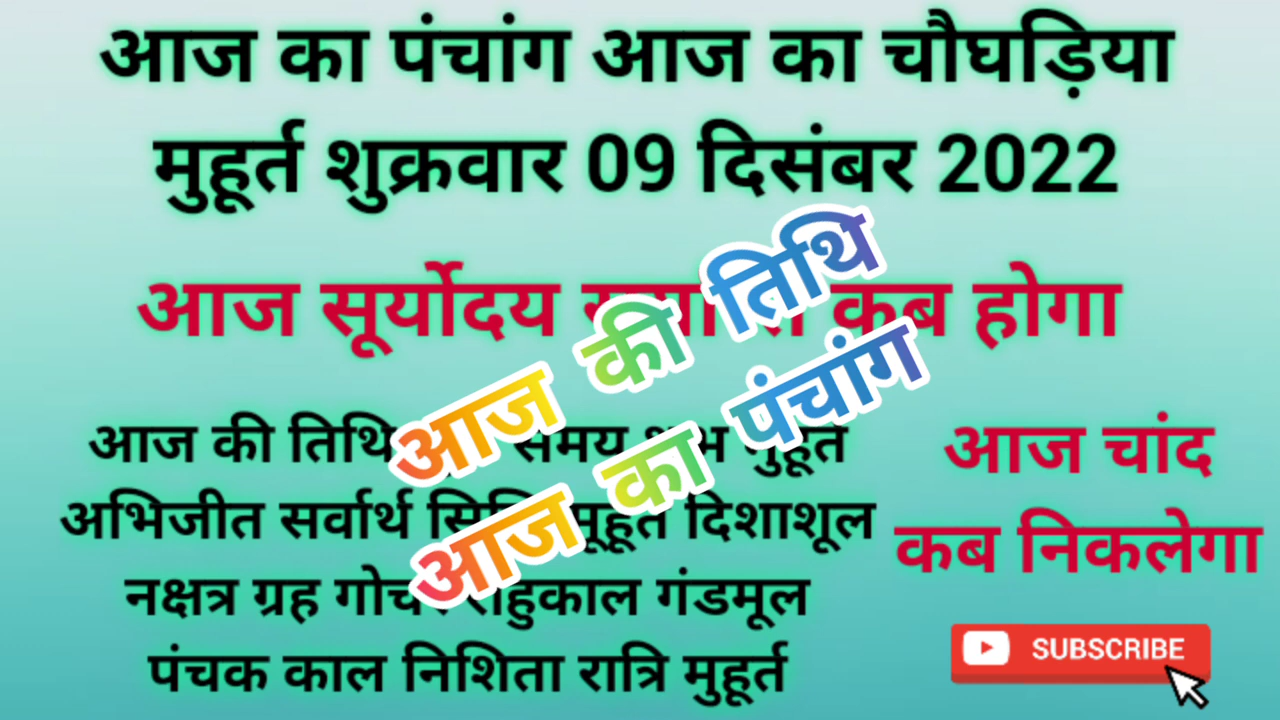 आज का पंचांग आज का चौघड़िया
मुहूर्त शुक्रवार 09 दिसंबर 2022
आज सूर्योदय कब होगा
आज की तिथि
आज का पंचांग
आज की तिथि समय मुहूर्त
अभिजीत सर्वार्थ मूहूर्त दिशाशूल
नक्षत्र ग्रह राहुकाल गंडमूल
पंचक काल निशिता रात्रि मुहूर्त
आज चांद
कब निकलेगा
SUBSCRIBE